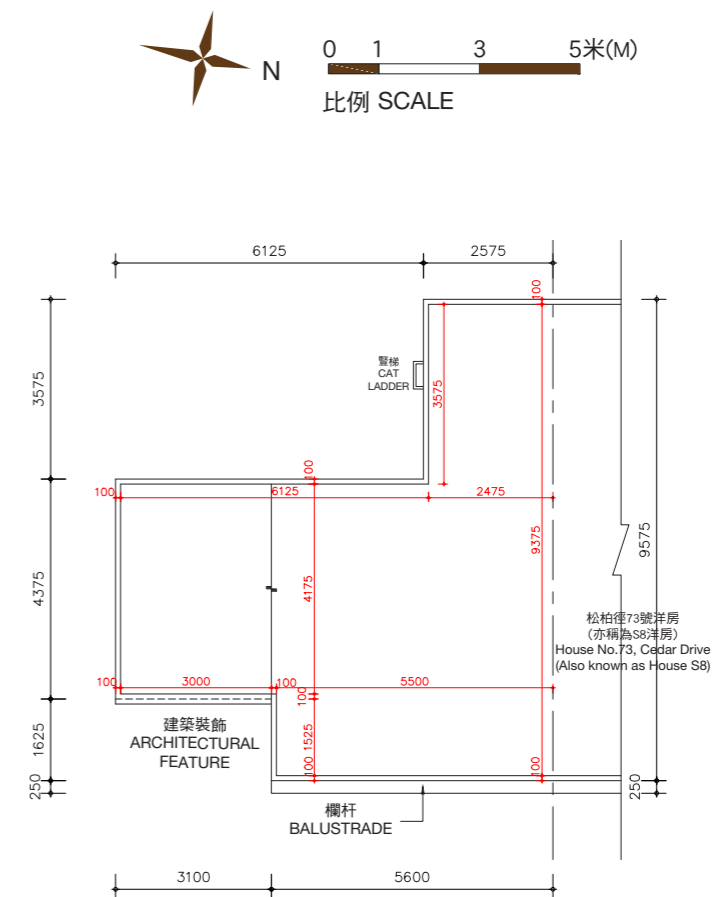 N
0 1 3 5米(M)
比例 SCALE
6125 2575
100
3575
豎梯
CAT
LADDER
3575
100
100 6125 2475
4375
4175
9375
9575
松柏徑73號洋房
(亦稱為S8洋房)
House No.73, Cedar Drive
(Also known as House S8)
100 3000 100 5500
100
1625
建築裝飾
ARCHITECTURAL
FEATURE
1525
100
100
250
250
欄杆
BALUSTRADE
3100 5600